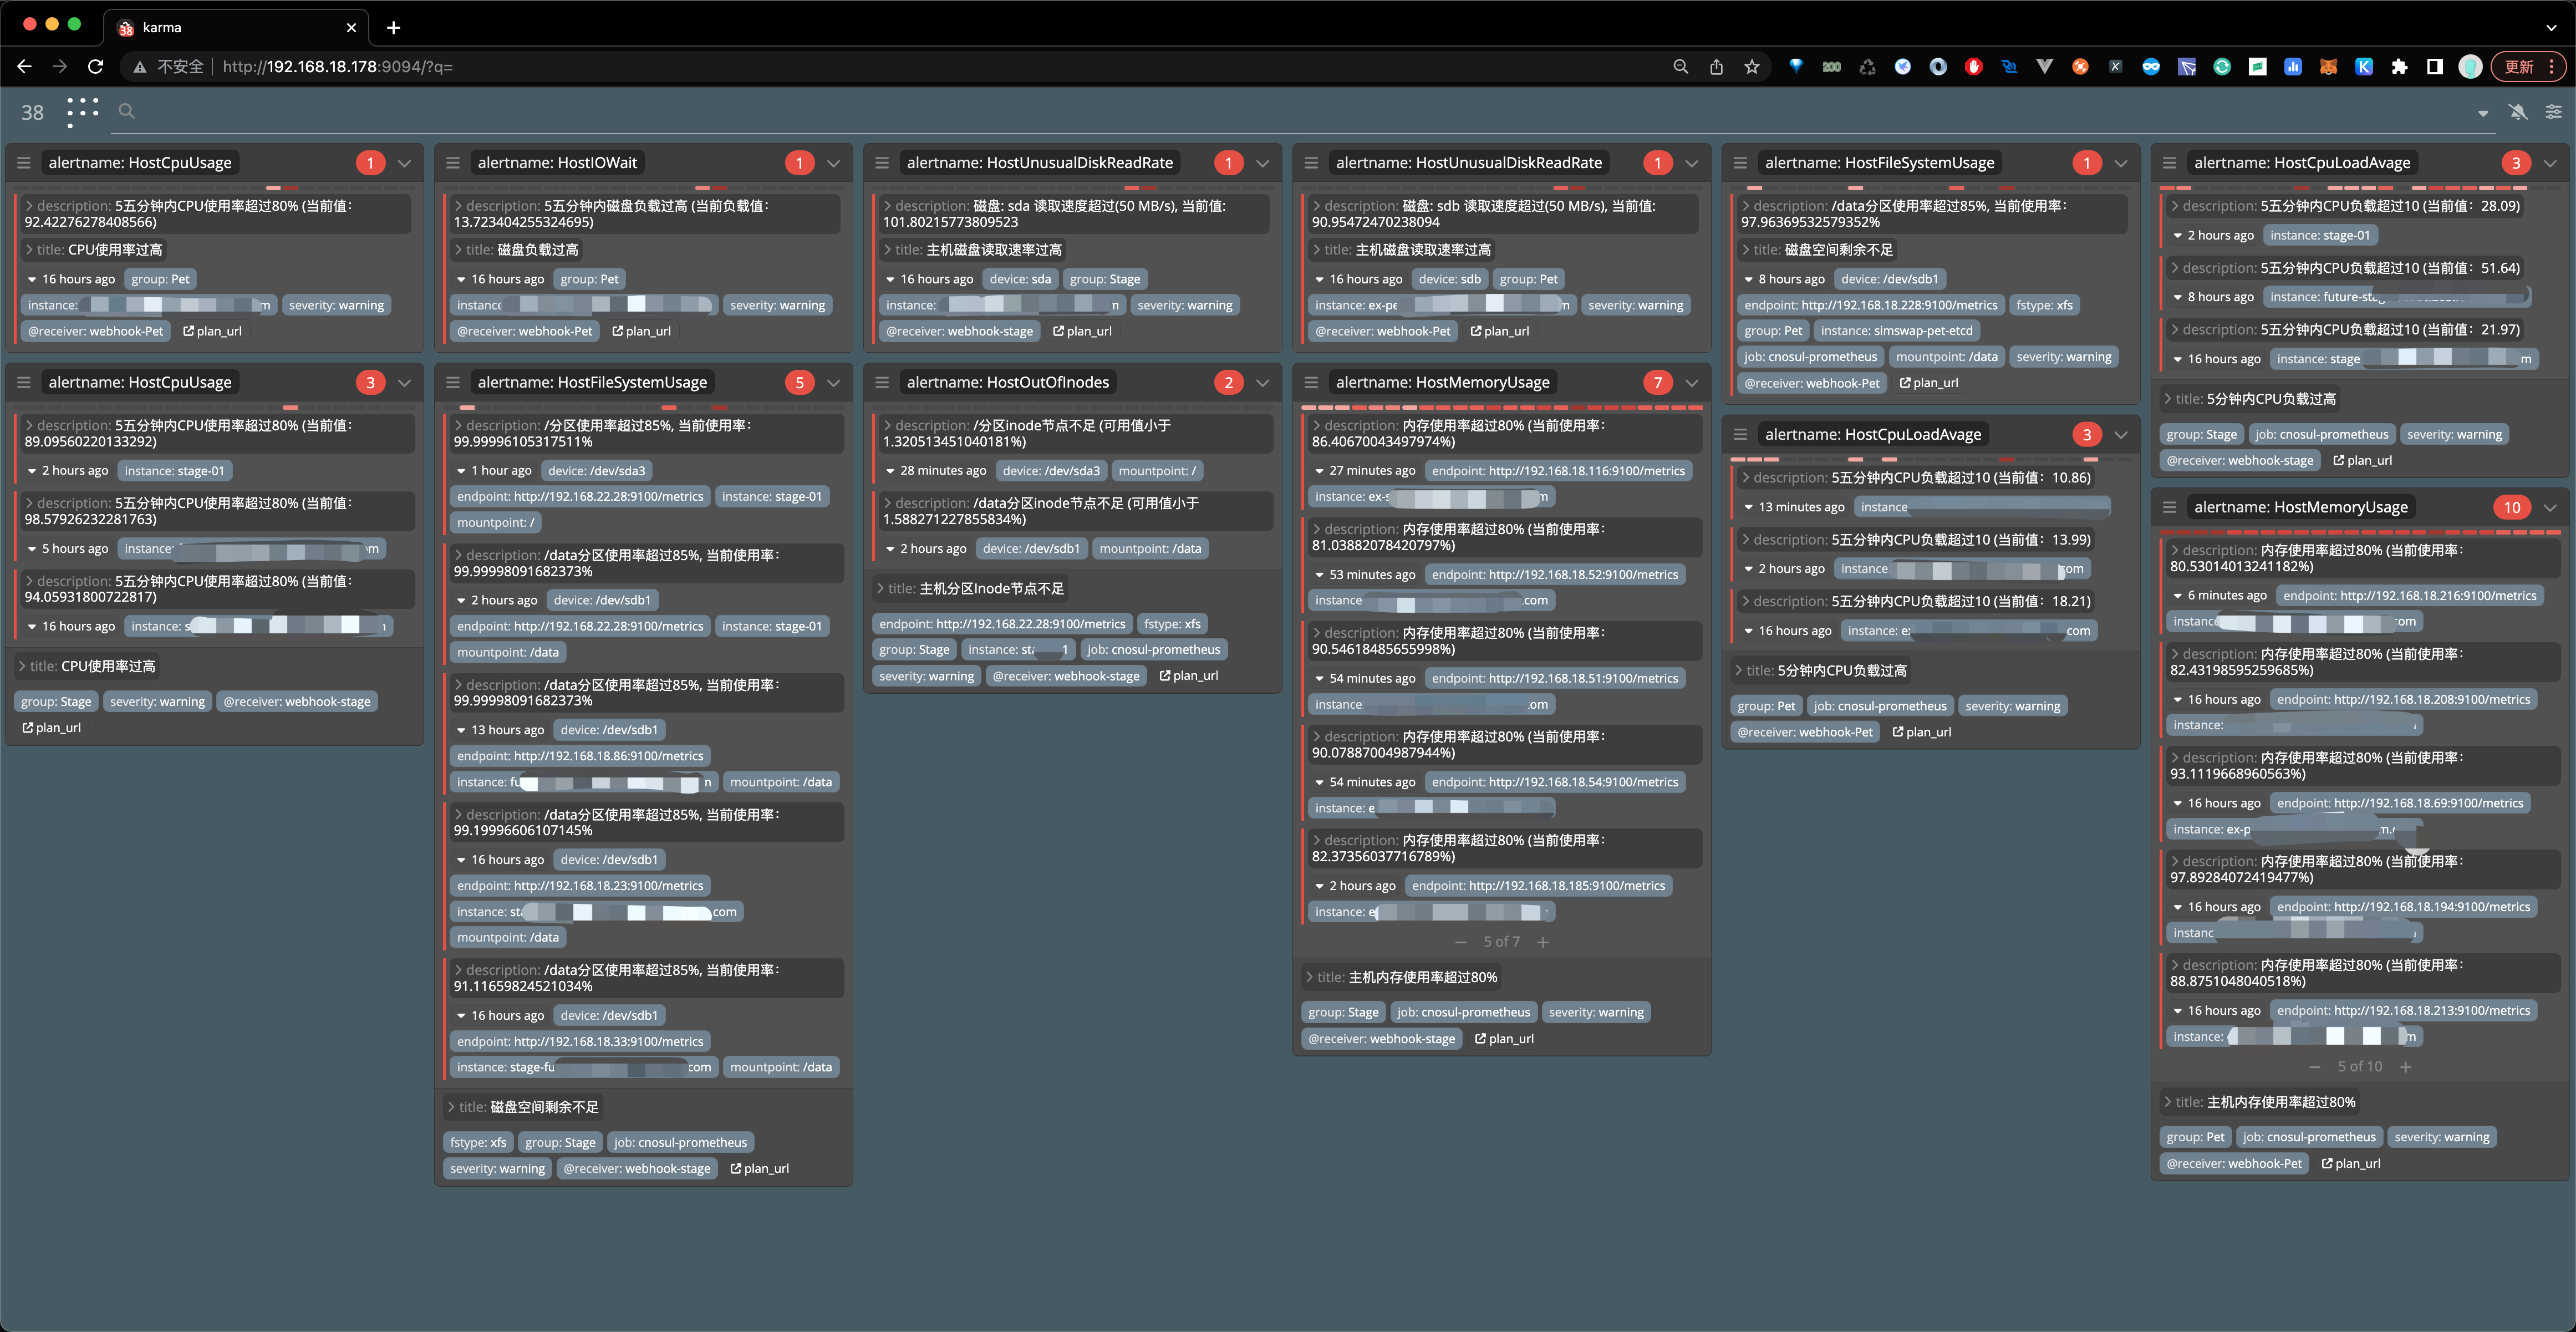 karma
不安全 | http://192.168.18.178:9094/?q=
更新
38
alertname: HostCpuUsage 1
description: 5五分钟内CPU使用率超过80% (当前值:
92.42276278408566)
title: CPU使用率过高
16 hours ago group: Pet
instance: m severity: warning
@receiver: webhook-Pet plan_url
alertname: HostCpuUsage 3
description: 5五分钟内CPU使用率超过80% (当前值:
89.09560220133292)
2 hours ago instance: stage-01
description: 5五分钟内CPU使用率超过80% (当前值:
98.57926232281763)
5 hours ago instance: m
description: 5五分钟内CPU使用率超过80% (当前值:
94.05931800722817)
16 hours ago instance: s
title: CPU使用率过高
group: Stage severity: warning @receiver: webhook-stage
plan_url
alertname: HostIOWait 1
description: 5五分钟内磁盘负载过高 (当前负载值:
13.723404255324695)
title: 磁盘负载过高
16 hours ago group: Pet
instance severity: warning
@receiver: webhook-Pet plan_url
alertname: HostFileSystemUsage 5
description: /分区使用率超过85%, 当前使用率:
99.99996105317511%
1 hour ago device: /dev/sda3
endpoint: http://192.168.22.28:9100/metrics instance: stage-01
mountpoint: /
description: /data分区使用率超过85%, 当前使用率:
99.99998091682373%
2 hours ago device: /dev/sdb1
endpoint: http://192.168.22.28:9100/metrics instance: stage-01
mountpoint: /data
description: /data分区使用率超过85%, 当前使用率:
99.99998091682373%
13 hours ago device: /dev/sdb1
endpoint: http://192.168.18.86:9100/metrics
instance: fu n mountpoint: /data
description: /data分区使用率超过85%, 当前使用率:
99.19996606107145%
16 hours ago device: /dev/sdb1
endpoint: http://192.168.18.23:9100/metrics
instance: sta com
mountpoint: /data
description: /data分区使用率超过85%, 当前使用率:
91.11659824521034%
16 hours ago device: /dev/sdb1
endpoint: http://192.168.18.33:9100/metrics
instance: stage-fu com mountpoint: /data
title: 磁盘空间剩余不足
fstype: xfs group: Stage job: cnosul-prometheus
severity: warning @receiver: webhook-stage plan_url
alertname: HostUnusualDiskReadRate 1
description: 磁盘: sda 读取速度超过(50 MB/s), 当前值:
101.80215773809523
title: 主机磁盘读取速率过高
16 hours ago device: sda group: Stage
instance: n severity: warning
@receiver: webhook-stage plan_url
alertname: HostOutOfInodes 2
description: /分区inode节点不足 (可用值小于
1.320513451040181%)
28 minutes ago device: /dev/sda3 mountpoint: /
description: /data分区inode节点不足 (可用值小于
1.588271227855834%)
2 hours ago device: /dev/sdb1 mountpoint: /data
title: 主机分区Inode节点不足
endpoint: http://192.168.22.28:9100/metrics fstype: xfs
group: Stage instance: sta 1 job: cnosul-prometheus
severity: warning @receiver: webhook-stage plan_url
alertname: HostUnusualDiskReadRate 1
description: 磁盘: sdb 读取速度超过(50 MB/s), 当前值:
90.95472470238094
title: 主机磁盘读取速率过高
16 hours ago device: sdb group: Pet
instance: ex-pe m severity: warning
@receiver: webhook-Pet plan_url
alertname: HostMemoryUsage 7
description: 内存使用率超过80% (当前使用率:
86.40670043497974%)
27 minutes ago endpoint: http://192.168.18.116:9100/metrics
instance: ex-s m
description: 内存使用率超过80% (当前使用率:
81.03882078420797%)
53 minutes ago endpoint: http://192.168.18.52:9100/metrics
instance .com
description: 内存使用率超过80% (当前使用率:
90.54618485655998%)
54 minutes ago endpoint: http://192.168.18.51:9100/metrics
instance: om
description: 内存使用率超过80% (当前使用率:
90.07887004987944%)
54 minutes ago endpoint: http://192.168.18.54:9100/metrics
instance: e
description: 内存使用率超过80% (当前使用率:
82.37356037716789%)
2 hours ago endpoint: http://192.168.18.185:9100/metrics
instance: e
5 of 7
title: 主机内存使用率超过80%
group: Stage job: cnosul-prometheus severity: warning
@receiver: webhook-stage plan_url
alertname: HostFileSystemUsage 1
description: /data分区使用率超过85%, 当前使用率:
97.96369532579352%
title: 磁盘空间剩余不足
8 hours ago device: /dev/sdb1
endpoint: http://192.168.18.228:9100/metrics fstype: xfs
group: Pet instance: simswap-pet-etcd
job: cnosul-prometheus mountpoint: /data severity: warning
@receiver: webhook-Pet plan_url
alertname: HostCpuLoadAvage 3
description: 5五分钟内CPU负载超过10 (当前值: 10.86)
13 minutes ago instance
description: 5五分钟内CPU负载超过10 (当前值: 13.99)
2 hours ago instance com
description: 5五分钟内CPU负载超过10 (当前值: 18.21)
16 hours ago instance: e com
title: 5分钟内CPU负载过高
group: Pet job: cnosul-prometheus severity: warning
@receiver: webhook-Pet plan_url
alertname: HostCpuLoadAvage 3
description: 5五分钟内CPU负载超过10 (当前值: 28.09)
2 hours ago instance: stage-01
description: 5五分钟内CPU负载超过10 (当前值: 51.64)
8 hours ago instance: future-sta
description: 5五分钟内CPU负载超过10 (当前值: 21.97)
16 hours ago instance: stage m
title: 5分钟内CPU负载过高
group: Stage job: cnosul-prometheus severity: warning
@receiver: webhook-stage plan_url
alertname: HostMemoryUsage 10
description: 内存使用率超过80% (当前使用率:
80.53014013241182%)
6 minutes ago endpoint: http://192.168.18.216:9100/metrics
instance com
description: 内存使用率超过80% (当前使用率:
82.43198595259685%)
16 hours ago endpoint: http://192.168.18.208:9100/metrics
instance:
description: 内存使用率超过80% (当前使用率:
93.1119668960563%)
16 hours ago endpoint: http://192.168.18.69:9100/metrics
instance: ex-p m.
description: 内存使用率超过80% (当前使用率:
97.89284072419477%)
16 hours ago endpoint: http://192.168.18.194:9100/metrics
instanc
description: 内存使用率超过80% (当前使用率:
88.8751048040518%)
16 hours ago endpoint: http://192.168.18.213:9100/metrics
instance: m
5 of 10
title: 主机内存使用率超过80%
group: Pet job: cnosul-prometheus severity: warning
@receiver: webhook-Pet plan_url